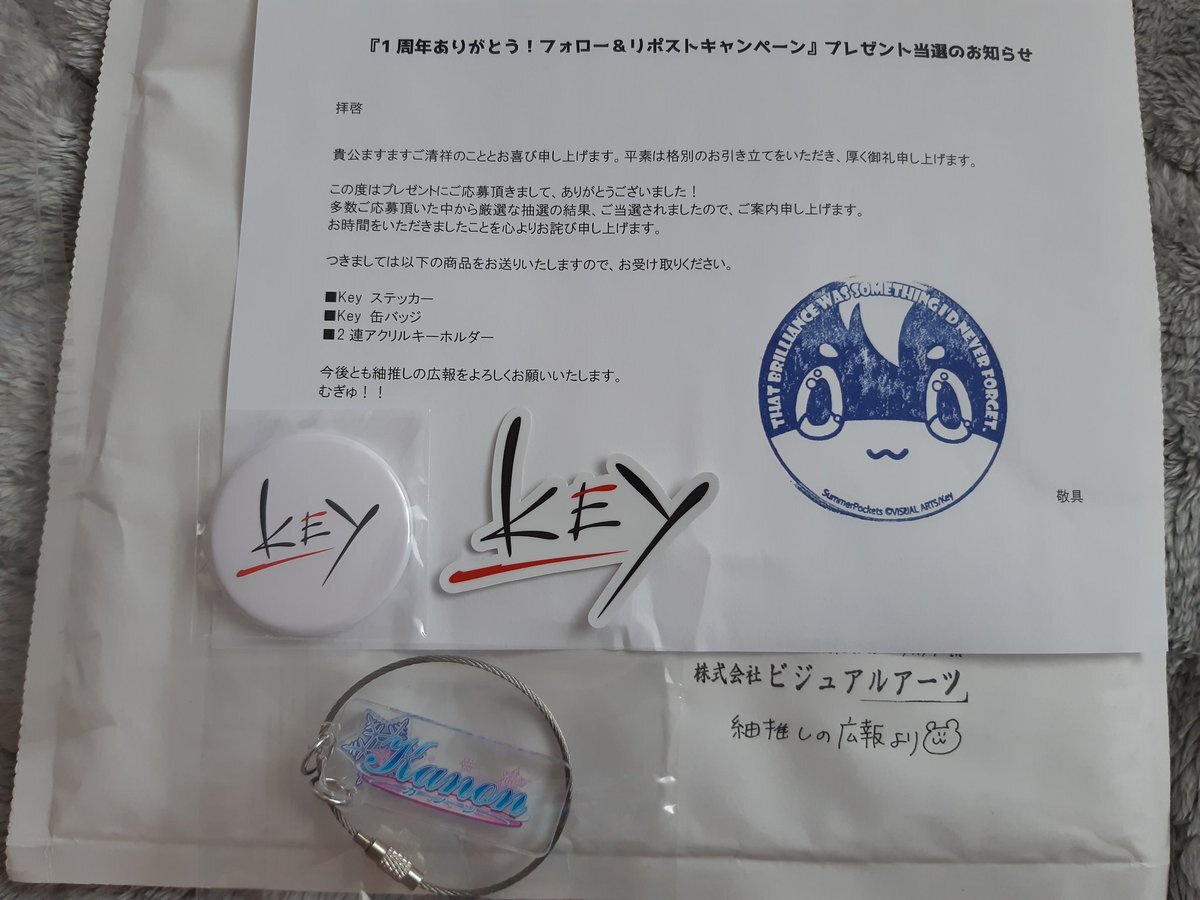 『1周年ありがとう！フォロー＆リポストキャンペーン』プレゼント当選のお知らせ
拝啓
貴公ますますご清祥のこととお喜び申し上げます。平素は格別のお引き立てをいただき、厚く御礼申し上げます。
この度はプレゼントにご応募頂きまして、ありがとうございました！
多数ご応募頂いた中から厳選な抽選の結果、ご当選されましたので、ご案内申し上げます。
お時間をいただきましたことを心よりお詫び申し上げます。
つきましては以下の商品をお送りいたしますので、お受け取りください。
■Key ステッカー
■Key 缶バッジ
■2連アクリルキーホルダー
今後とも紬推しの広報をよろしくお願いいたします。
むぎゅ！！
THAT BRILLIANCE WAS SOMETHING I'D NEVER FORGET.
SummerPockets ©VISUAL ARTS/Key
敬具
KEY
KEY
株式会社ビジュアルアーツ
紬推しの広報より
Kanon
カノン